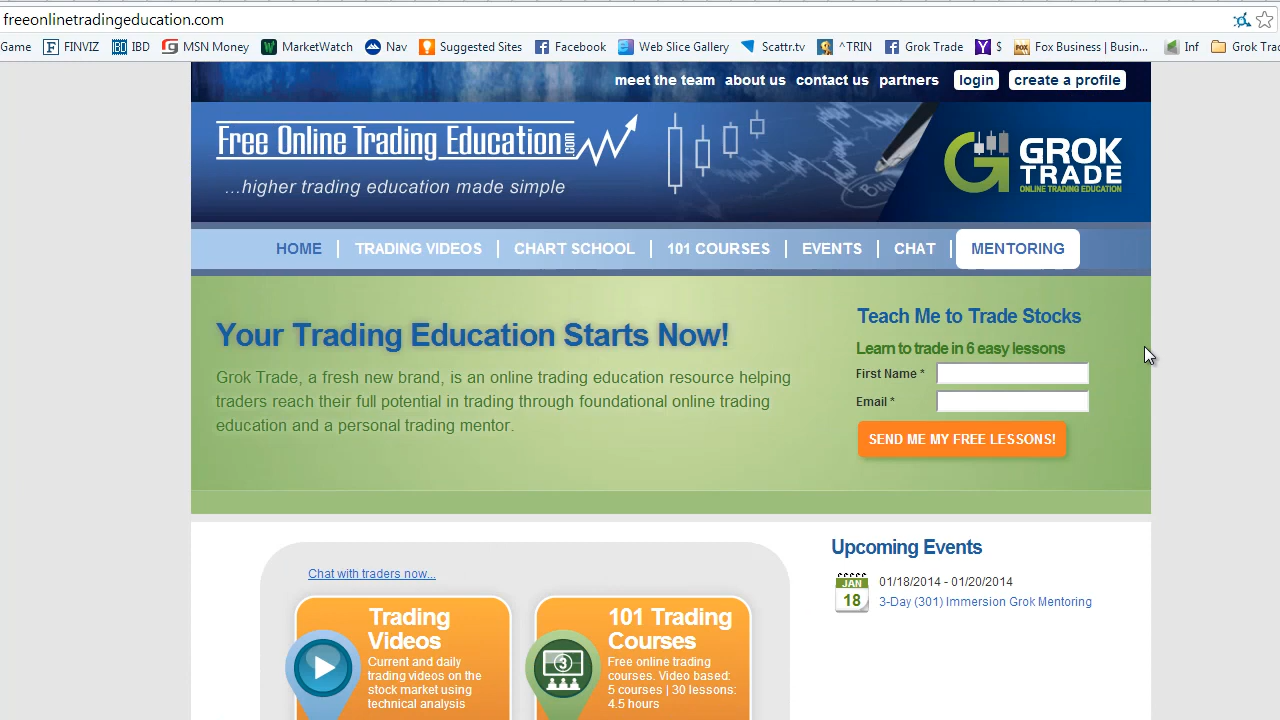 freeonlinetradingeducation.com
Game FINVIZ IBD IBD MSN Money MarketWatch Nav Suggested Sites Facebook Web Slice Gallery Scattr.tv ^TRIN Grok Trade $ Fox Business | Busin... Inf Grok Trad
meet the team about us contact us partners login create a profile
Free Online Trading Education.com
...higher trading education made simple
Buy
GROK
TRADE
ONLINE TRADING EDUCATION
HOME TRADING VIDEOS CHART SCHOOL 101 COURSES EVENTS CHAT MENTORING
Your Trading Education Starts Now!
Grok Trade, a fresh new brand, is an online trading education resource helping
traders reach their full potential in trading through foundational online trading
education and a personal trading mentor.
Teach Me to Trade Stocks
Learn to trade in 6 easy lessons
First Name *
Email *
SEND ME MY FREE LESSONS!
Chat with traders now...
Trading
Videos
Current and daily
trading videos on the
stock market using
technical analysis
101 Trading
Courses
Free online trading
courses. Video based:
5 courses | 30 lessons:
4.5 hours
Upcoming Events
JAN
18
01/18/2014 - 01/20/2014
3-Day (301) Immersion Grok Mentoring